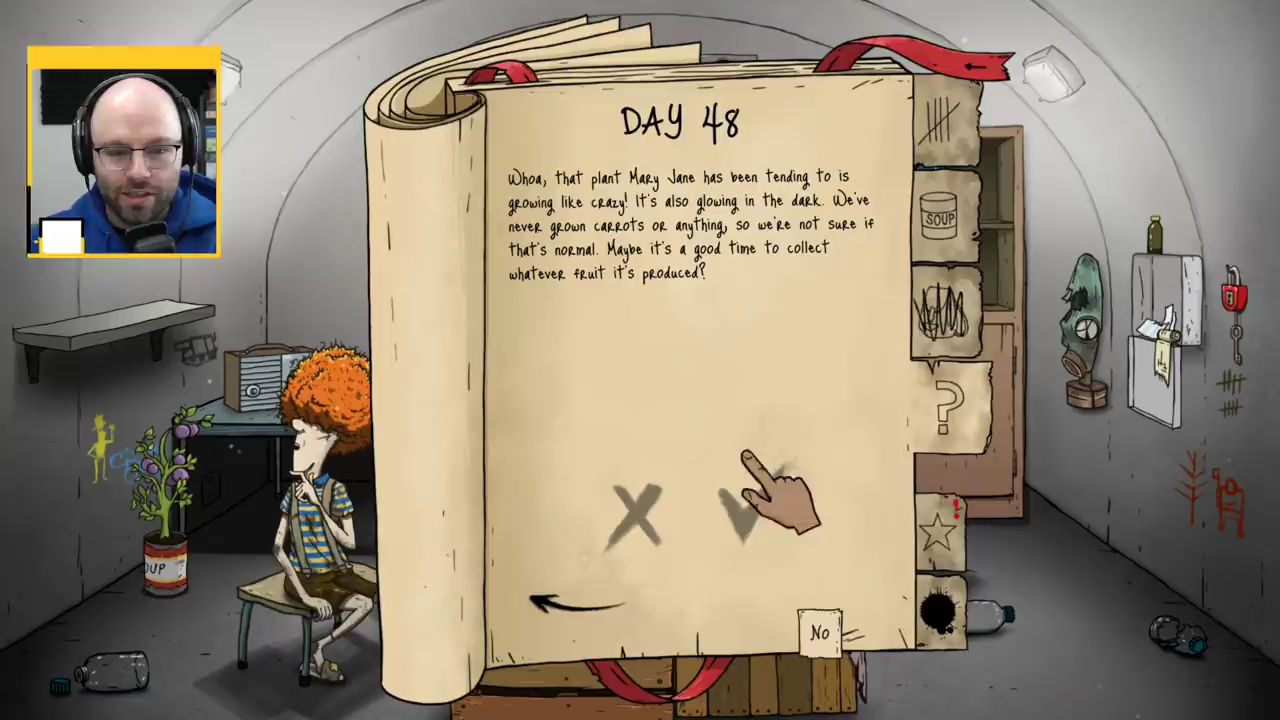 DAY 48
Whoa, that plant Mary Jane has been tending to is
growing like crazy! It's also glowing in the dark. We've
never grown carrots or anything, so we're not sure if
that's normal. Maybe it's a good time to collect
whatever fruit it's produced?
SOUP
?
!
OUP
No